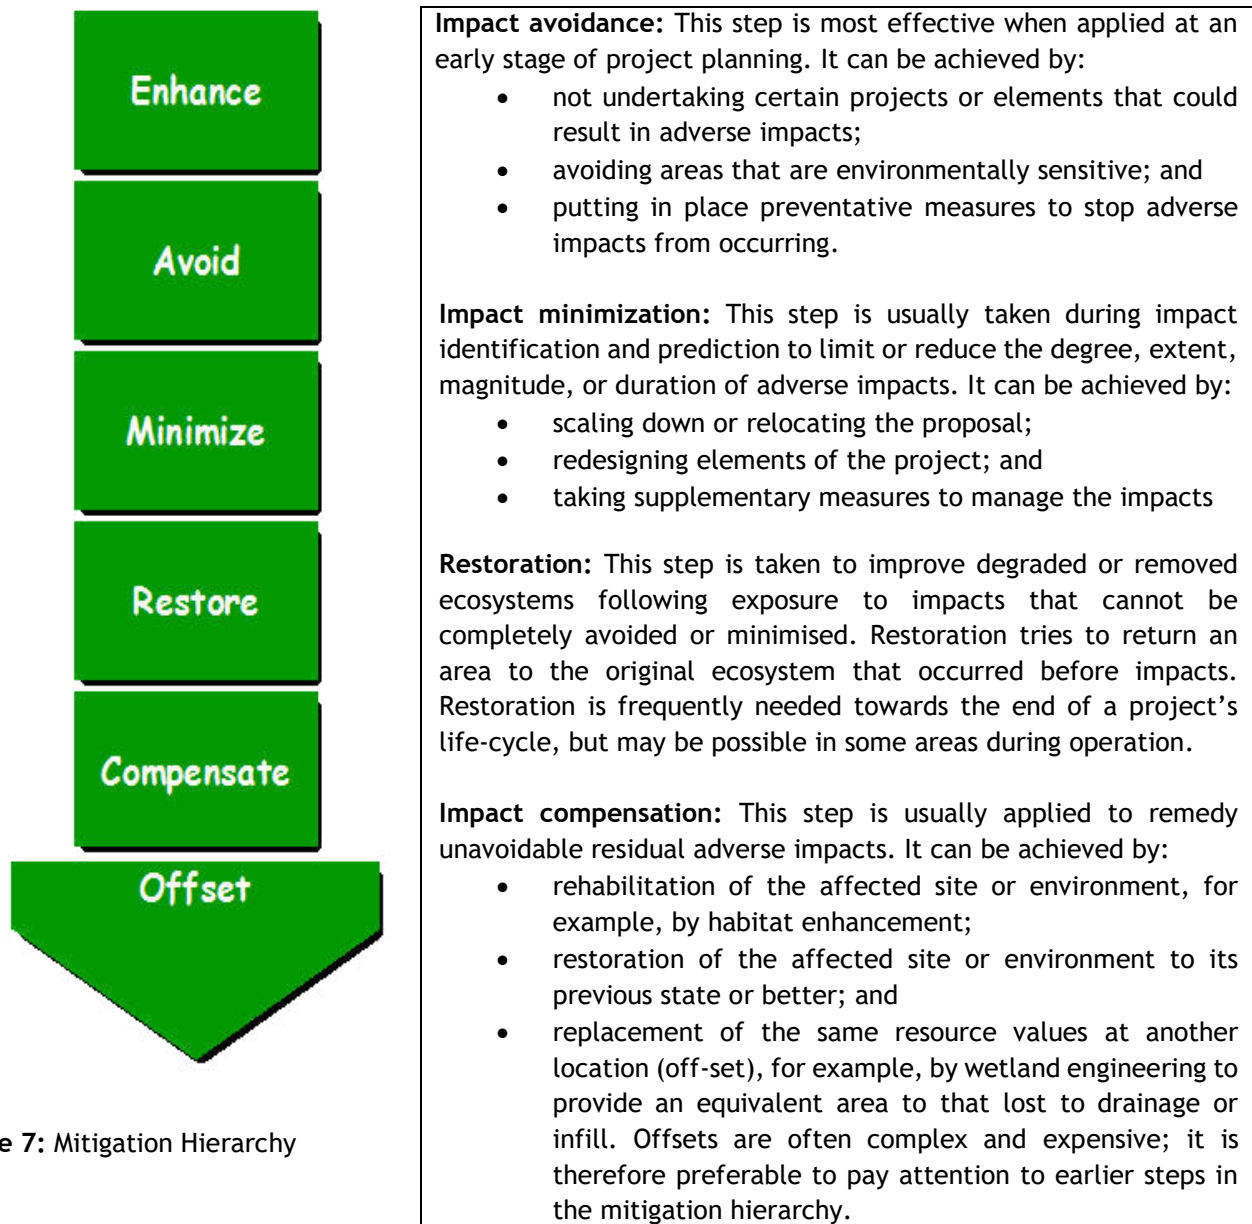 Enhance
Avoid
Minimize
Restore
Compensate
Offset
e 7: Mitigation Hierarchy
Impact avoidance: This step is most effective when applied at an
early stage of project planning. It can be achieved by:
• not undertaking certain projects or elements that could
result in adverse impacts;
• avoiding areas that are environmentally sensitive; and
• putting in place preventative measures to stop adverse
impacts from occurring.
Impact minimization: This step is usually taken during impact
identification and prediction to limit or reduce the degree, extent,
magnitude, or duration of adverse impacts. It can be achieved by:
• scaling down or relocating the proposal;
• redesigning elements of the project; and
• taking supplementary measures to manage the impacts
Restoration: This step is taken to improve degraded or removed
ecosystems following exposure to impacts that cannot be
completely avoided or minimised. Restoration tries to return an
area to the original ecosystem that occurred before impacts.
Restoration is frequently needed towards the end of a project’s
life-cycle, but may be possible in some areas during operation.
Impact compensation: This step is usually applied to remedy
unavoidable residual adverse impacts. It can be achieved by:
• rehabilitation of the affected site or environment, for
example, by habitat enhancement;
• restoration of the affected site or environment to its
previous state or better; and
• replacement of the same resource values at another
location (off-set), for example, by wetland engineering to
provide an equivalent area to that lost to drainage or
infill. Offsets are often complex and expensive; it is
therefore preferable to pay attention to earlier steps in
the mitigation hierarchy.